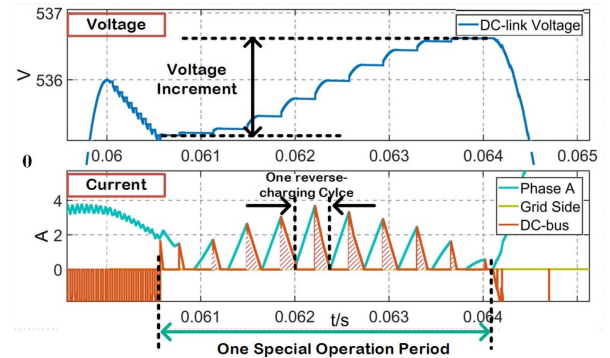 537
Voltage
DC-link Voltage
V
536
Voltage
Increment
0.06
0.061
0.062
0.063
0.064
0.065
0
Current
One reverse-
charging Cylce
Phase A
Grid Side
DC-bus
4
2
0
A
0.061
0.062
0.063
0.064
t/s
One Special Operation Period